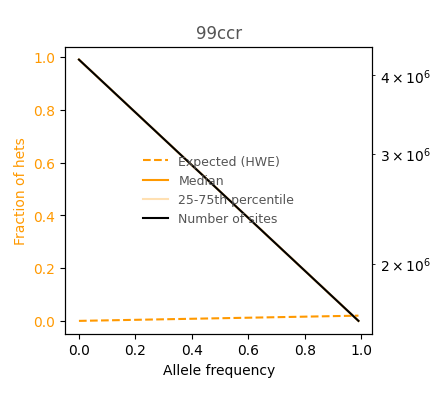 99ccr
1.0
0.8
0.6
0.4
0.2
0.0
Fraction of hets
4 × 10⁶
3 × 10⁶
2 × 10⁶
Expected (HWE)
Median
25-75th percentile
Number of sites
0.0 0.2 0.4 0.6 0.8 1.0
Allele frequency